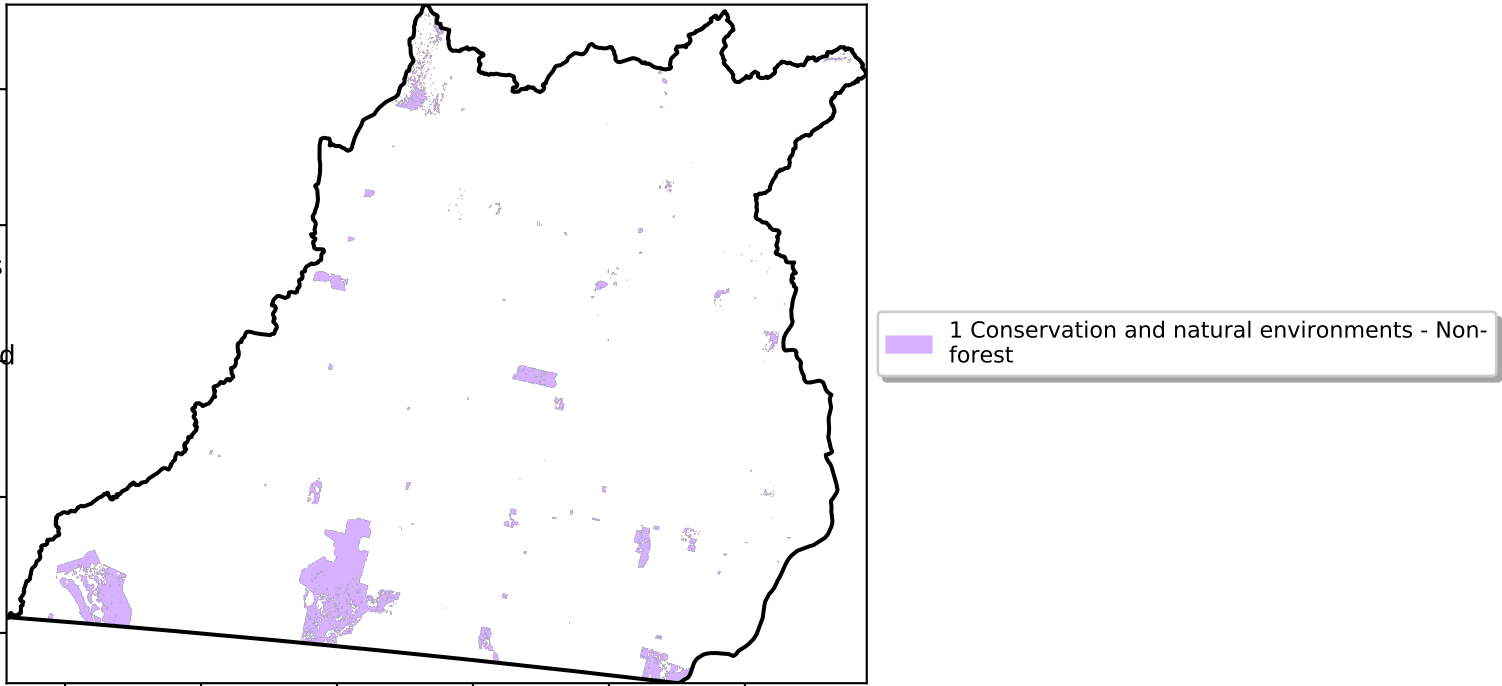 d
1 Conservation and natural environments - Non-
forest